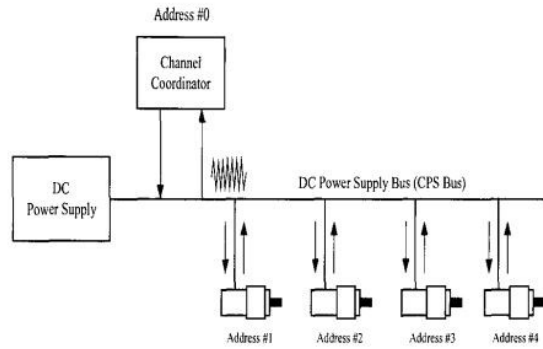 Address #0
Channel
Coordinator
DC
Power Supply
DC Power Supply Bus (CPS Bus)
Address #1
Address #2
Address #3
Address #4